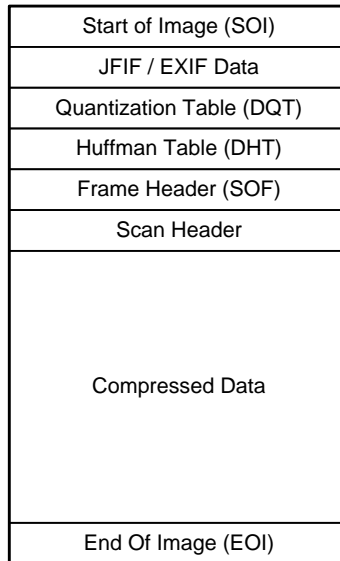 Start of Image (SOI)
JFIF / EXIF Data
Quantization Table (DQT)
Huffman Table (DHT)
Frame Header (SOF)
Scan Header
Compressed Data
End Of Image (EOI)